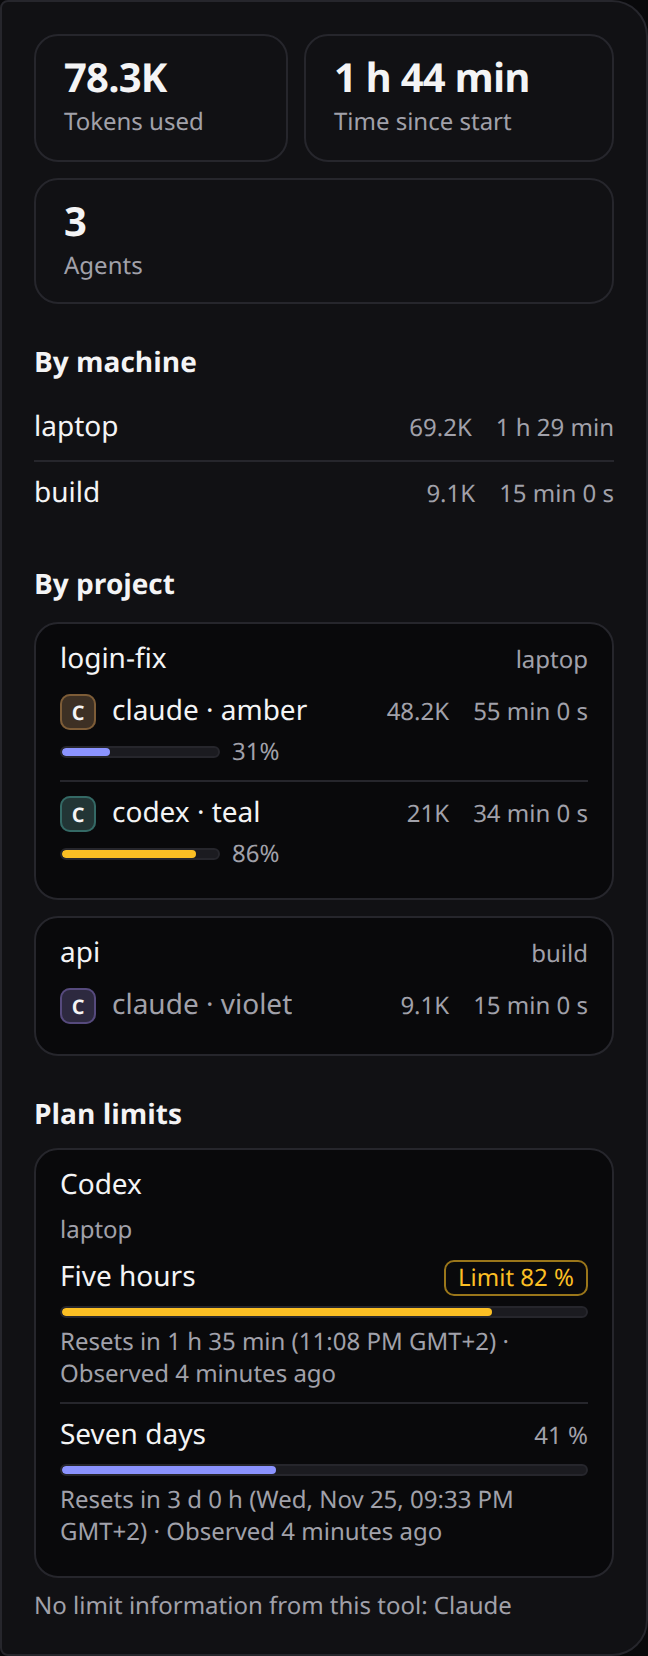 78.3K
Tokens used
1 h 44 min
Time since start
3
Agents
By machine
laptop 69.2K 1 h 29 min
build 9.1K 15 min 0 s
By project
login-fix laptop
C claude · amber 48.2K 55 min 0 s
31%
C codex · teal 21K 34 min 0 s
86%
api build
C claude · violet 9.1K 15 min 0 s
Plan limits
Codex
laptop
Five hours Limit 82 %
Resets in 1 h 35 min (11:08 PM GMT+2) ·
Observed 4 minutes ago
Seven days 41 %
Resets in 3 d 0 h (Wed, Nov 25, 09:33 PM
GMT+2) · Observed 4 minutes ago
No limit information from this tool: Claude